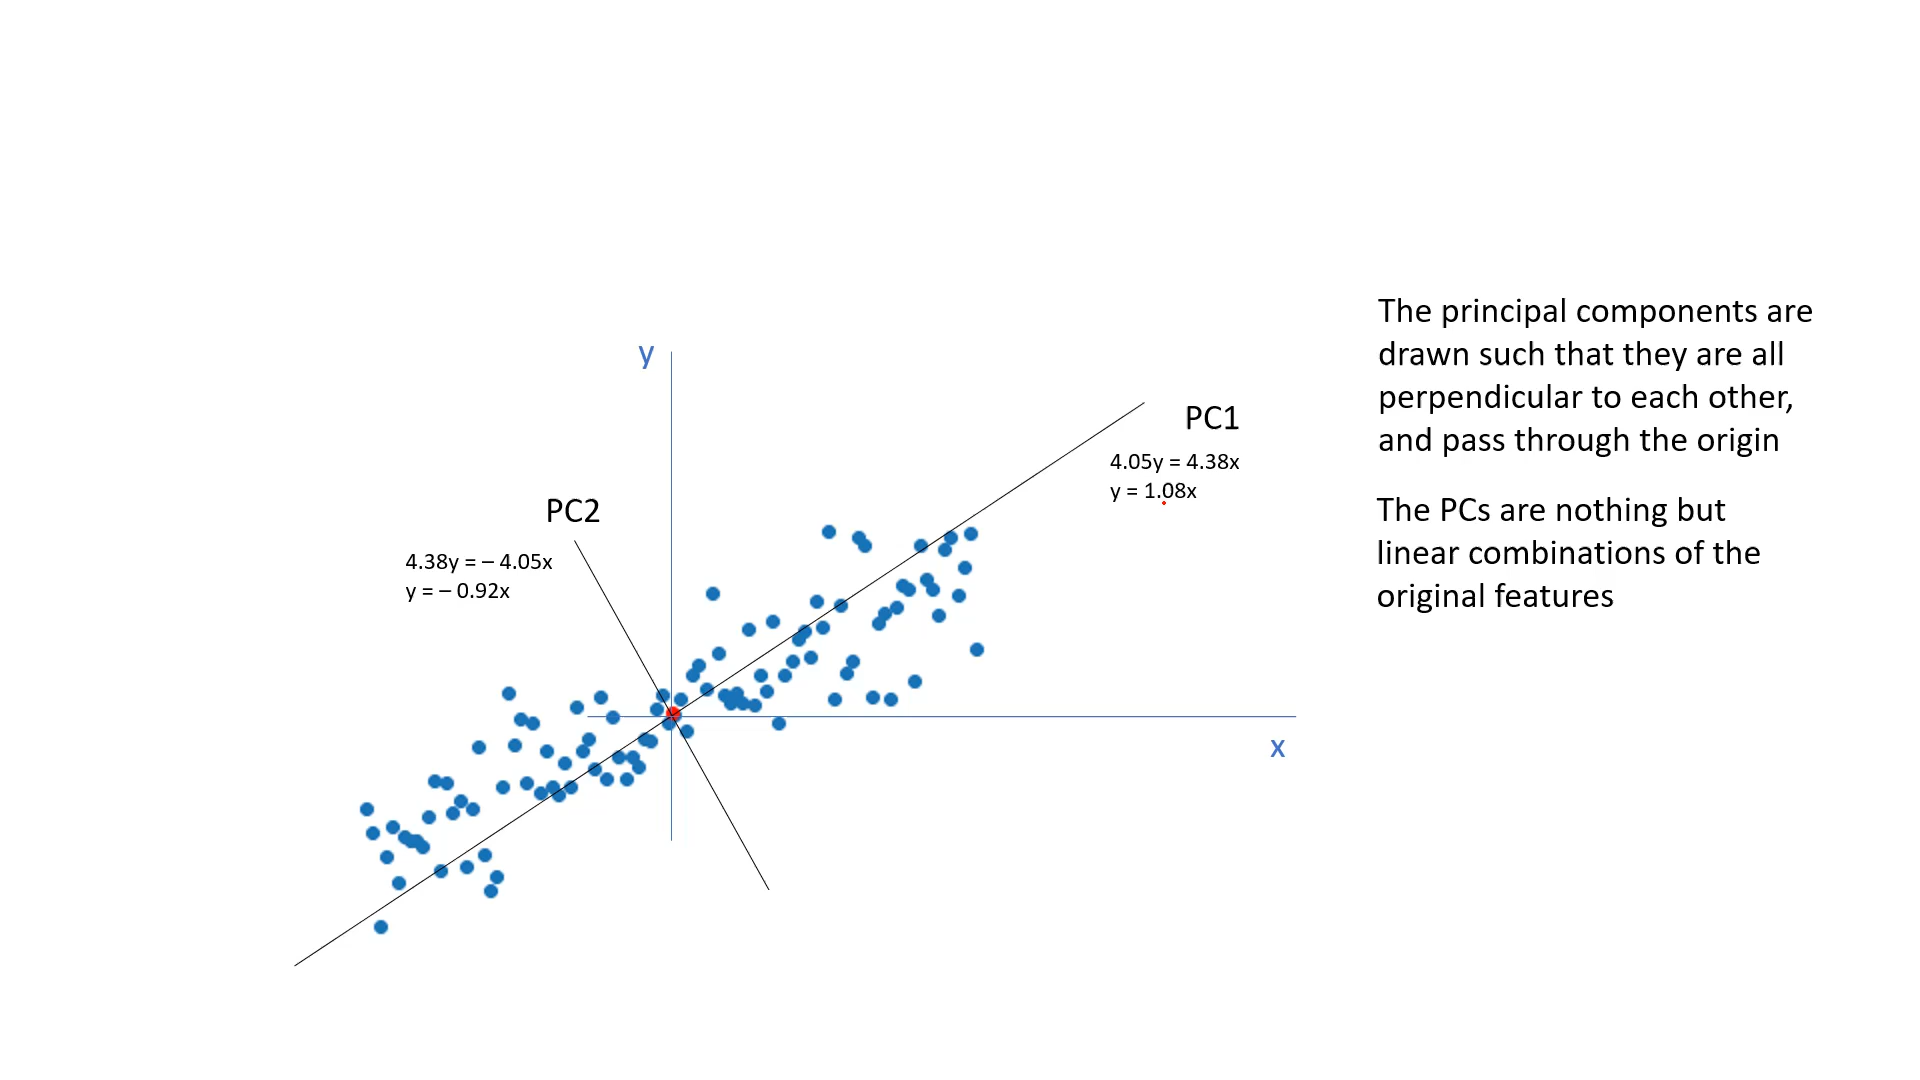 y
PC1
4.05y = 4.38x
y = 1.08x
PC2
4.38y = – 4.05x
y = – 0.92x
x
The principal components are
drawn such that they are all
perpendicular to each other,
and pass through the origin
The PCs are nothing but
linear combinations of the
original features